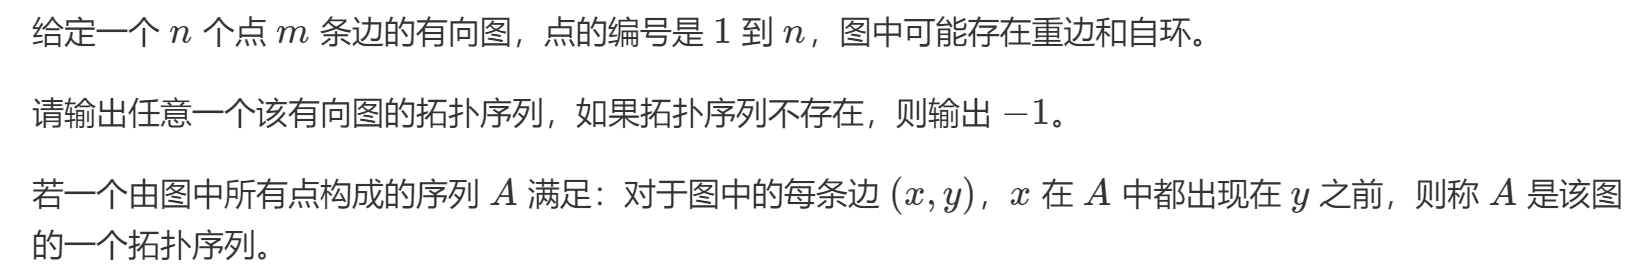 给定一个 n 个点 m 条边的有向图，点的编号是 1 到 n，图中可能存在重边和自环。
请输出任意一个该有向图的拓扑序列，如果拓扑序列不存在，则输出 −1。
若一个由图中所有点构成的序列 A 满足：对于图中的每条边 (x, y)，x 在 A 中都出现在 y 之前，则称 A 是该图
的一个拓扑序列。